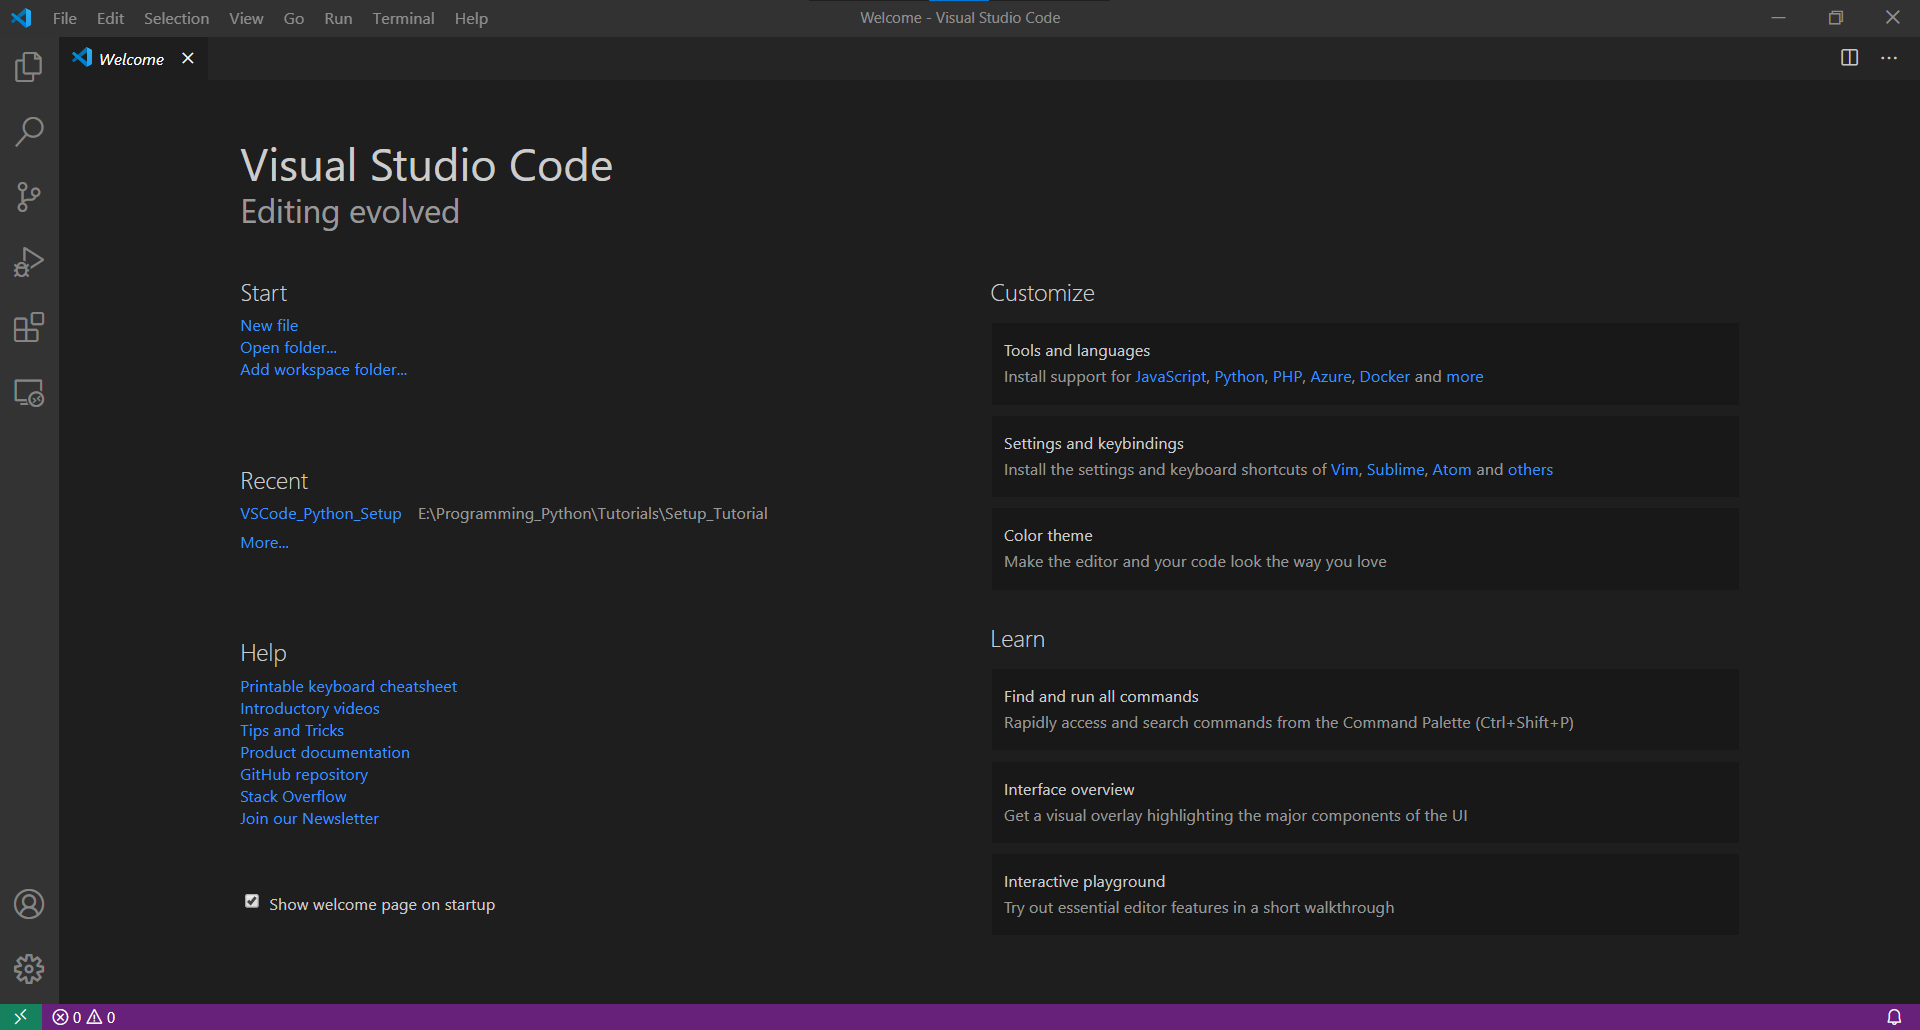 File Edit Selection View Go Run Terminal Help
Welcome - Visual Studio Code
Welcome
Visual Studio Code
Editing evolved
Start
New file
Open folder...
Add workspace folder...
Recent
VSCode_Python_Setup E:\Programming_Python\Tutorials\Setup_Tutorial
More...
Help
Printable keyboard cheatsheet
Introductory videos
Tips and Tricks
Product documentation
GitHub repository
Stack Overflow
Join our Newsletter
Show welcome page on startup
Customize
Tools and languages
Install support for JavaScript, Python, PHP, Azure, Docker and more
Settings and keybindings
Install the settings and keyboard shortcuts of Vim, Sublime, Atom and others
Color theme
Make the editor and your code look the way you love
Learn
Find and run all commands
Rapidly access and search commands from the Command Palette (Ctrl+Shift+P)
Interface overview
Get a visual overlay highlighting the major components of the UI
Interactive playground
Try out essential editor features in a short walkthrough
0 0